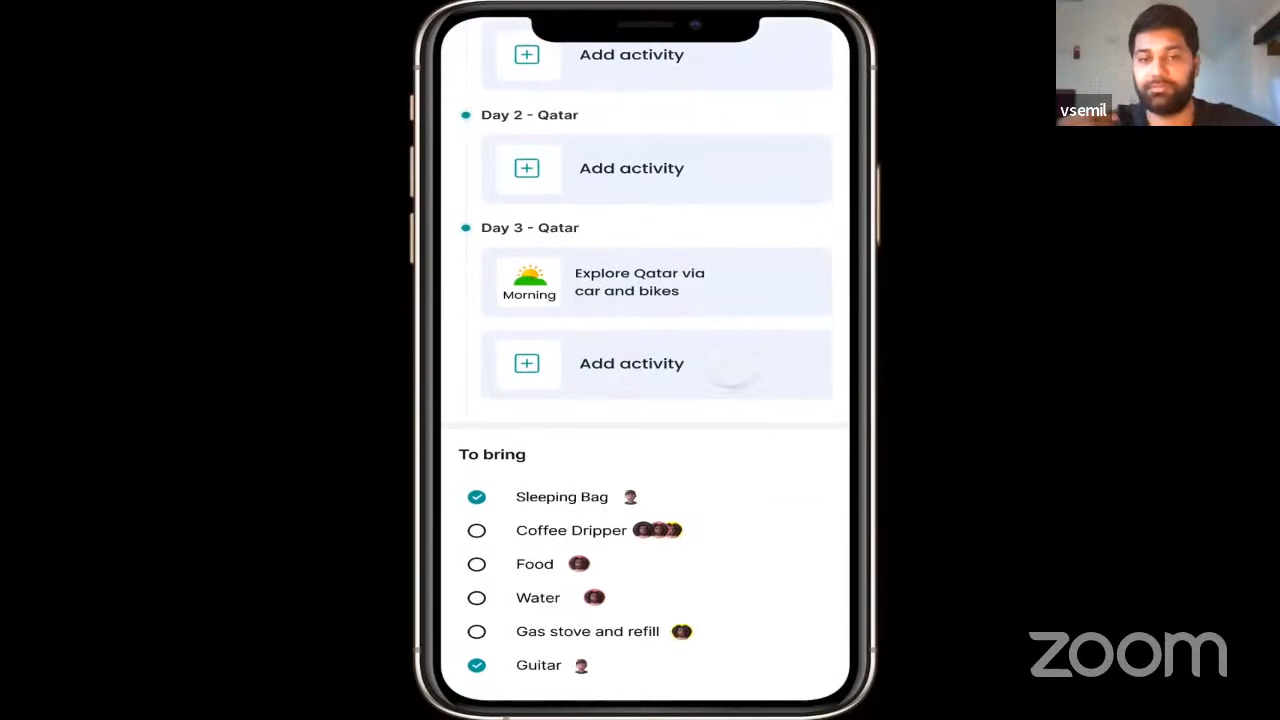 Add activity
vsemil
Day 2 - Qatar
Add activity
Day 3 - Qatar
Morning
Explore Qatar via
car and bikes
Add activity
To bring
Sleeping Bag
Coffee Dripper
Food
Water
Gas stove and refill
Guitar
zoom